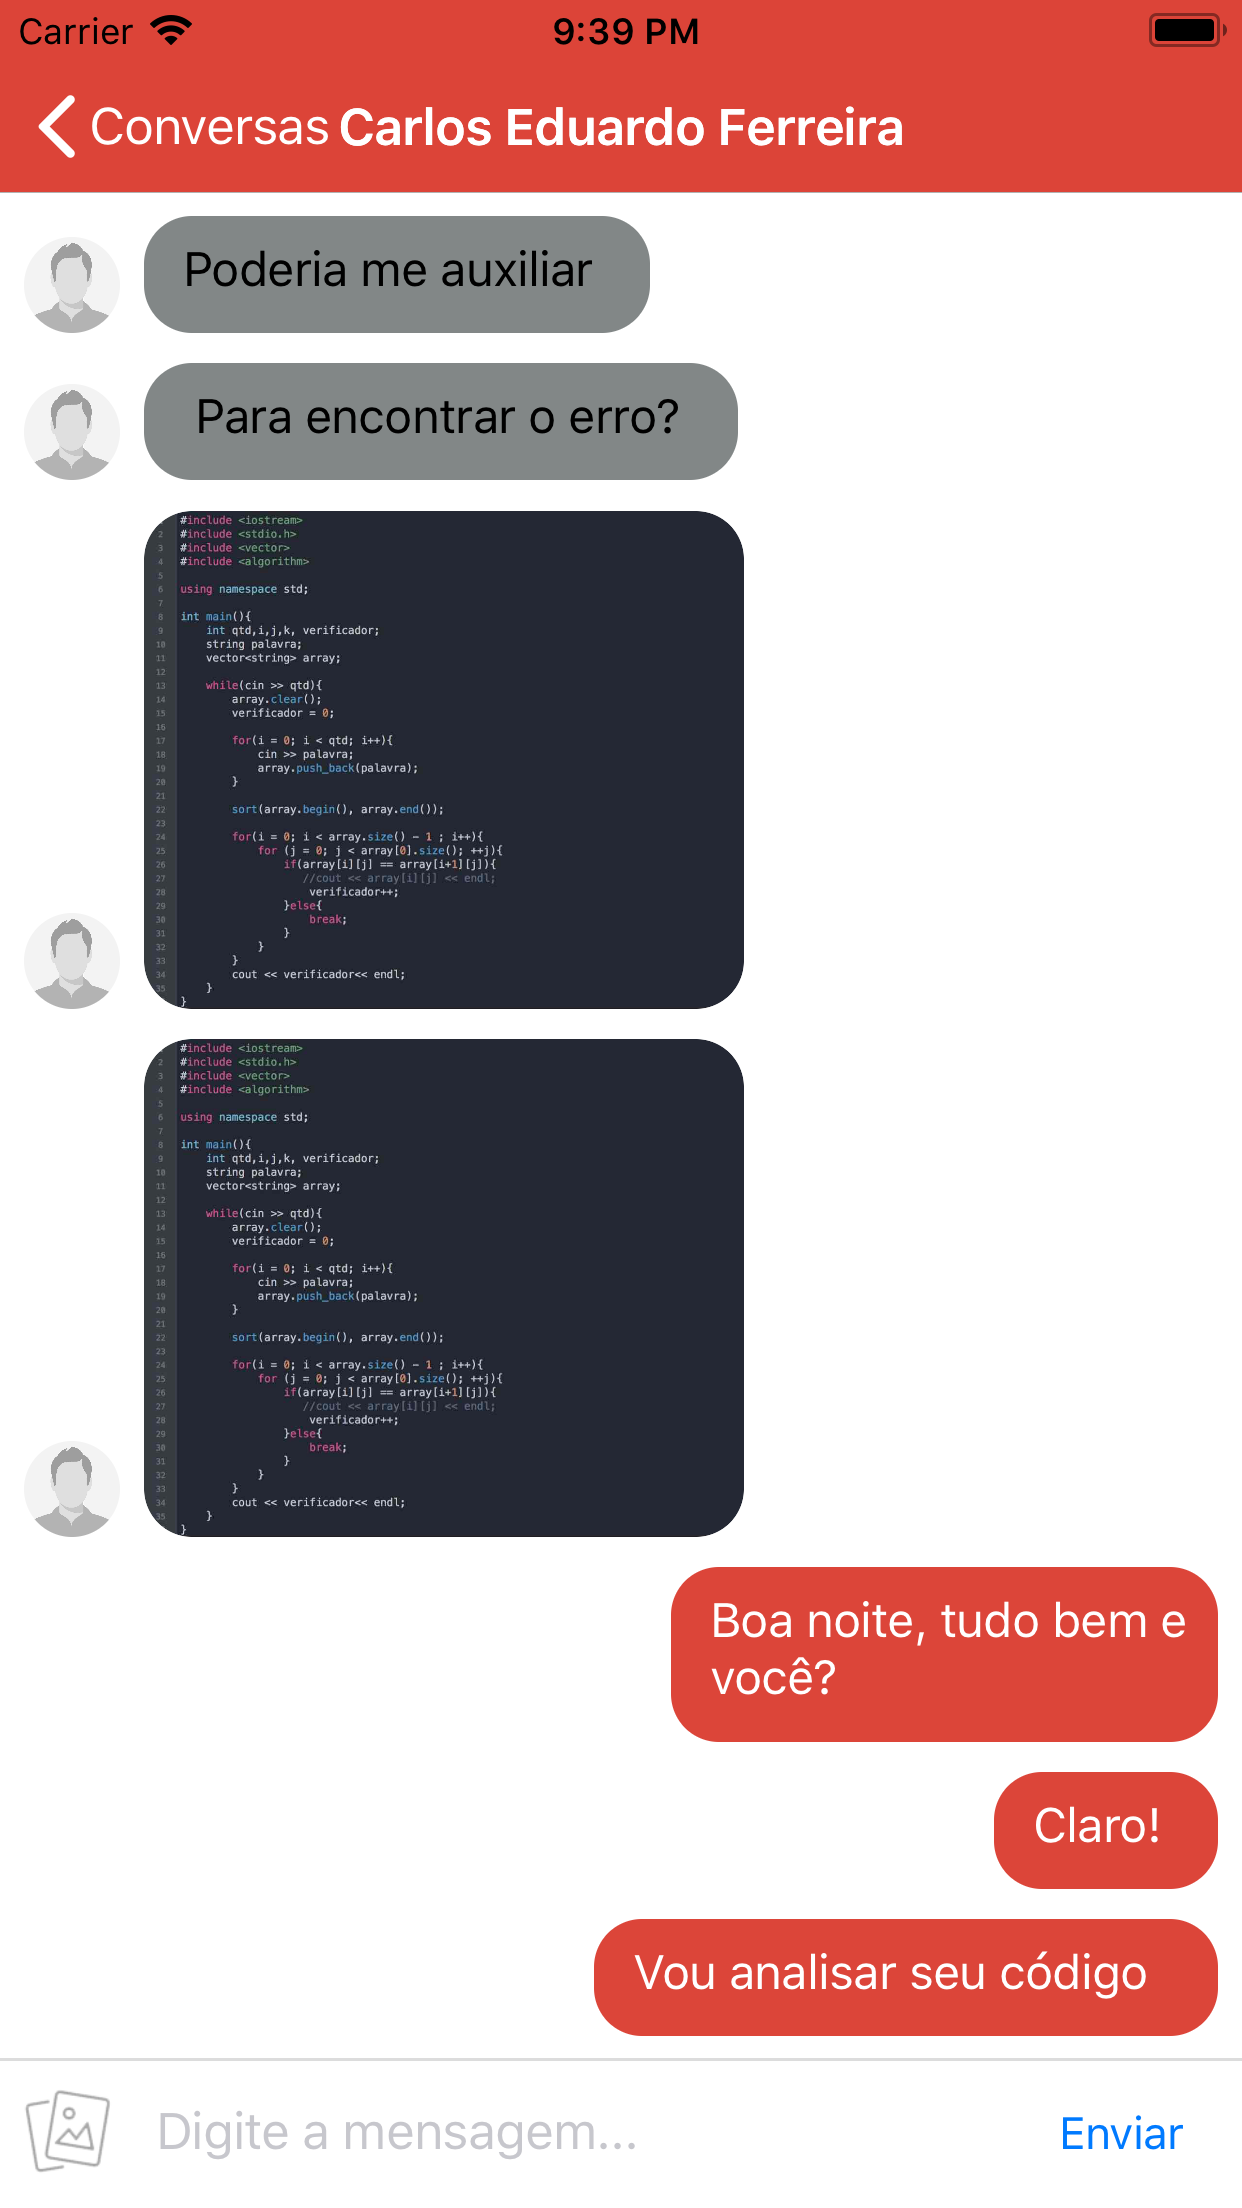 Carrier 9:39 PM
Conversas Carlos Eduardo Ferreira
Poderia me auxiliar
Para encontrar o erro?
#include <iostream>
2 #include <stdio.h>
3 #include <vector>
4 #include <algorithm>
5
6 using namespace std;
7
8 int main(){
9 int qtd,i,j,k, verificador;
10 string palavra;
11 vector<string> array;
12
13 while(cin >> qtd){
14 array.clear();
15 verificador = 0;
16
17 for(i = 0; i < qtd; i++){
18 cin >> palavra;
19 array.push_back(palavra);
20 }
21
22 sort(array.begin(), array.end());
23
24 for(i = 0; i < array.size() - 1 ; i++){
25 for (j = 0; j < array[0].size(); ++j){
26 if(array[i][j] == array[i+1][j]){
27 //cout << array[i][j] << endl;
28 verificador++;
29 }else{
30 break;
31 }
32 }
33 }
34 cout << verificador<< endl;
35 }
}
#include <iostream>
2 #include <stdio.h>
3 #include <vector>
4 #include <algorithm>
5
6 using namespace std;
7
8 int main(){
9 int qtd,i,j,k, verificador;
10 string palavra;
11 vector<string> array;
12
13 while(cin >> qtd){
14 array.clear();
15 verificador = 0;
16
17 for(i = 0; i < qtd; i++){
18 cin >> palavra;
19 array.push_back(palavra);
20 }
21
22 sort(array.begin(), array.end());
23
24 for(i = 0; i < array.size() - 1 ; i++){
25 for (j = 0; j < array[0].size(); ++j){
26 if(array[i][j] == array[i+1][j]){
27 //cout << array[i][j] << endl;
28 verificador++;
29 }else{
30 break;
31 }
32 }
33 }
34 cout << verificador<< endl;
35 }
}
Boa noite, tudo bem e
você?
Claro!
Vou analisar seu código
Digite a mensagem... Enviar